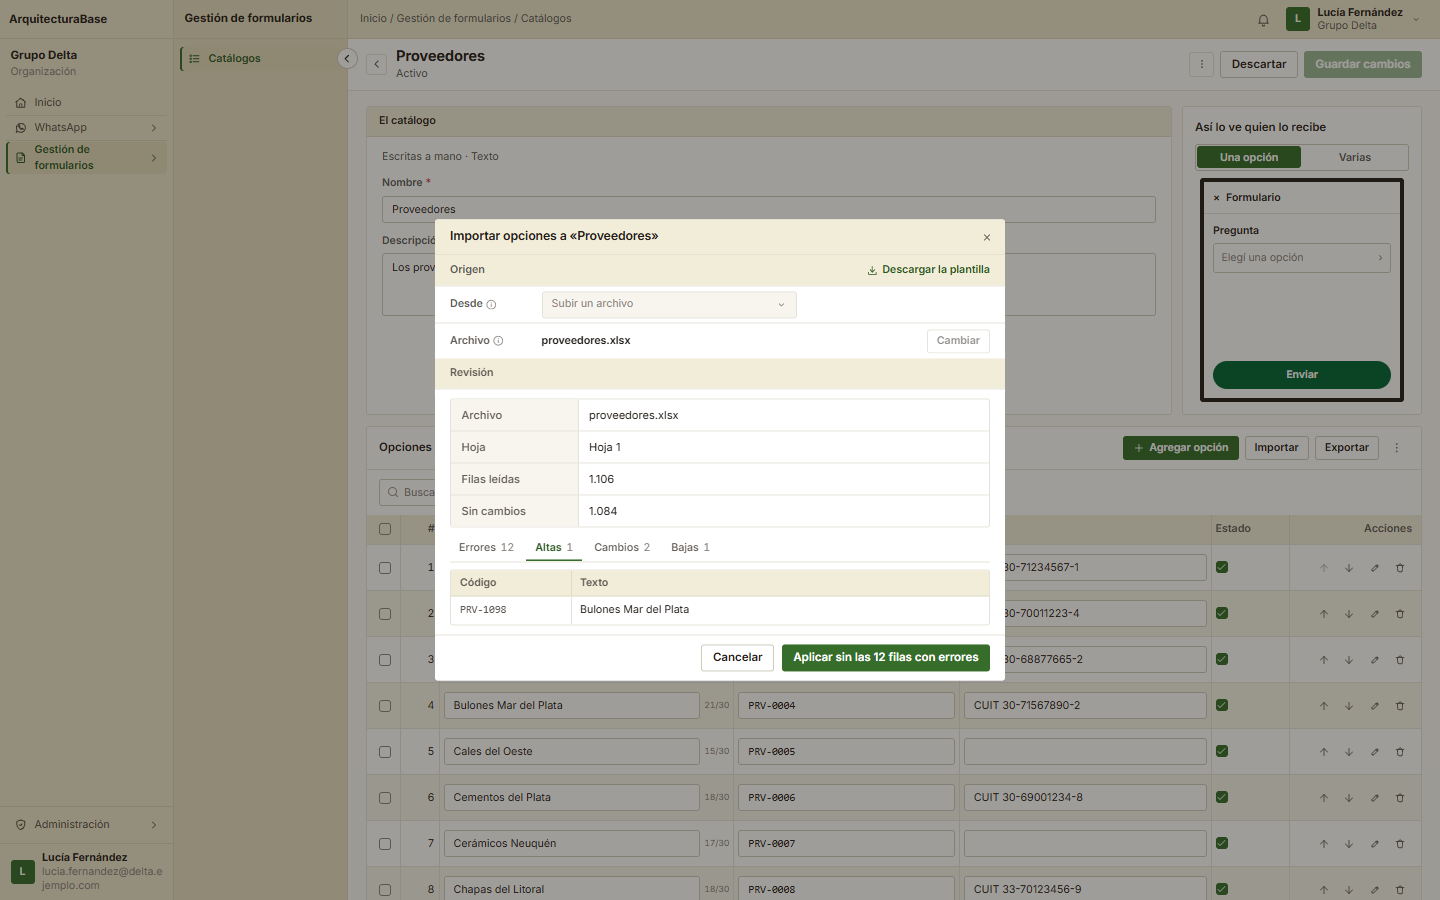 ArquitecturaBase
Gestión de formularios
Inicio / Gestión de formularios / Catálogos
L
Lucía Fernández
Grupo Delta
Grupo Delta
Organización
Inicio
WhatsApp
Gestión de
formularios
Catálogos
Proveedores
Activo
Descartar
Guardar cambios
El catálogo
Escritas a mano · Texto
Nombre *
Proveedores
Descripció
Los prov
Así lo ve quien lo recibe
Una opción
Varias
× Formulario
Pregunta
Elegí una opción
Enviar
Importar opciones a «Proveedores»
Origen
Descargar la plantilla
Desde
Subir un archivo
Archivo
proveedores.xlsx
Cambiar
Revisión
Archivo
proveedores.xlsx
Hoja
Hoja 1
Filas leídas
1.106
Sin cambios
1.084
Errores 12
Altas 1
Cambios 2
Bajas 1
Código
Texto
PRV-1098
Bulones Mar del Plata
Cancelar
Aplicar sin las 12 filas con errores
Opciones
Agregar opción
Importar
Exportar
Busca
#
Estado
Acciones
1
30-71234567-1
2
30-70011223-4
3
30-68877665-2
4
Bulones Mar del Plata
21/30
PRV-0004
CUIT 30-71567890-2
5
Cales del Oeste
15/30
PRV-0005
6
Cementos del Plata
18/30
PRV-0006
CUIT 30-69001234-8
7
Cerámicos Neuquén
17/30
PRV-0007
8
Chapas del Litoral
18/30
PRV-0008
CUIT 33-70123456-9
Administración
L
Lucía Fernández
lucia.fernandez@delta.e
jemplo.com